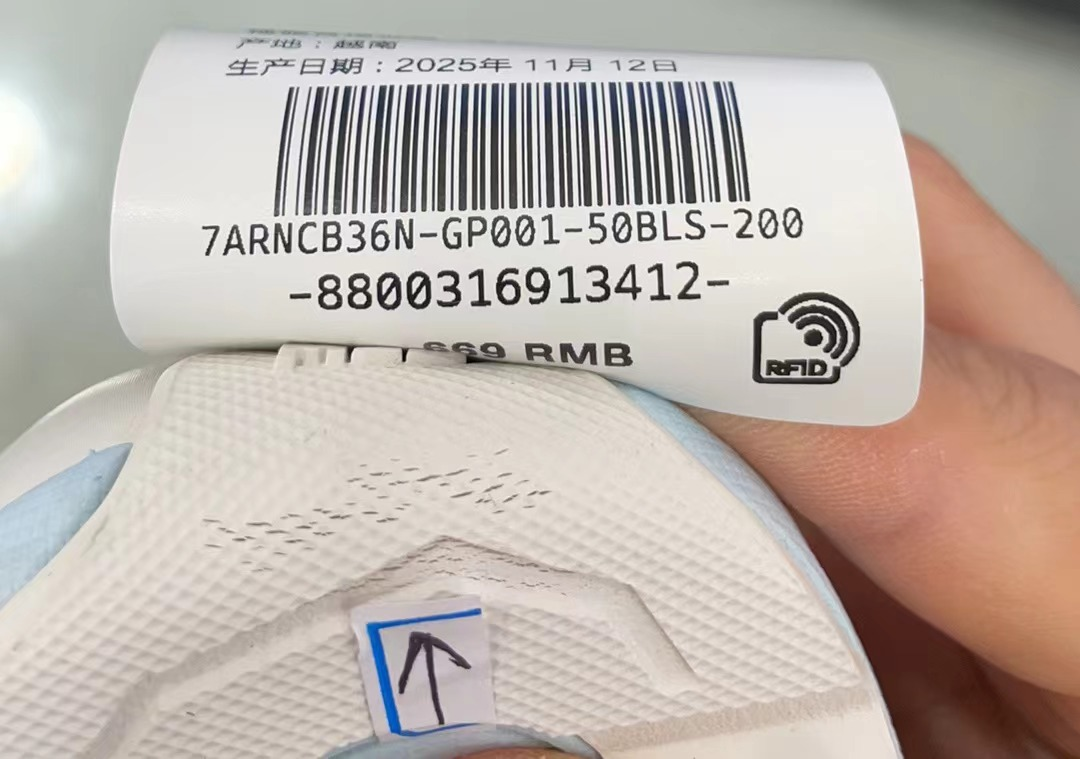 产地：越南
生产日期：2025年 11月 12日
7ARNCB36N-GP001-50BLS-200
-8800316913412-
669 RMB
RFID